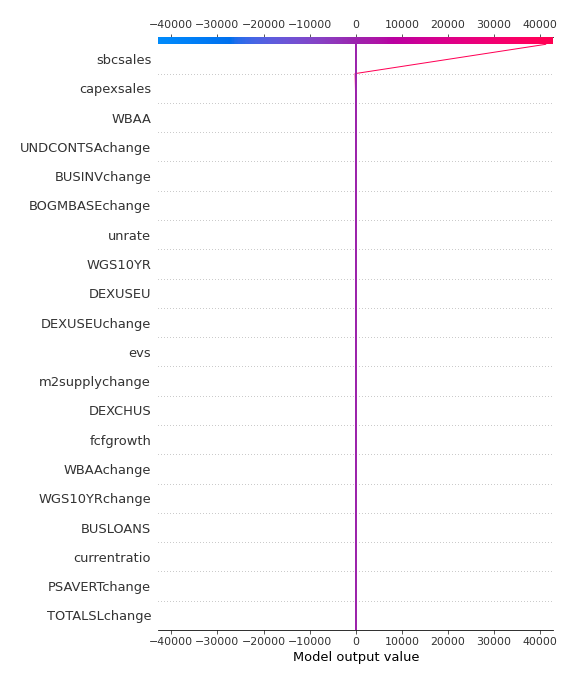 −40000 −30000 −20000 −10000 0 10000 20000 30000 40000
sbcsales
capexsales
WBAA
UNDCONTSAchange
BUSINVchange
BOGMBASEchange
unrate
WGS10YR
DEXUSEU
DEXUSEUchange
evs
m2supplychange
DEXCHUS
fcfgrowth
WBAAchange
WGS10YRchange
BUSLOANS
currentratio
PSAVERTchange
TOTALSLchange
−40000 −30000 −20000 −10000 0 10000 20000 30000 40000
Model output value